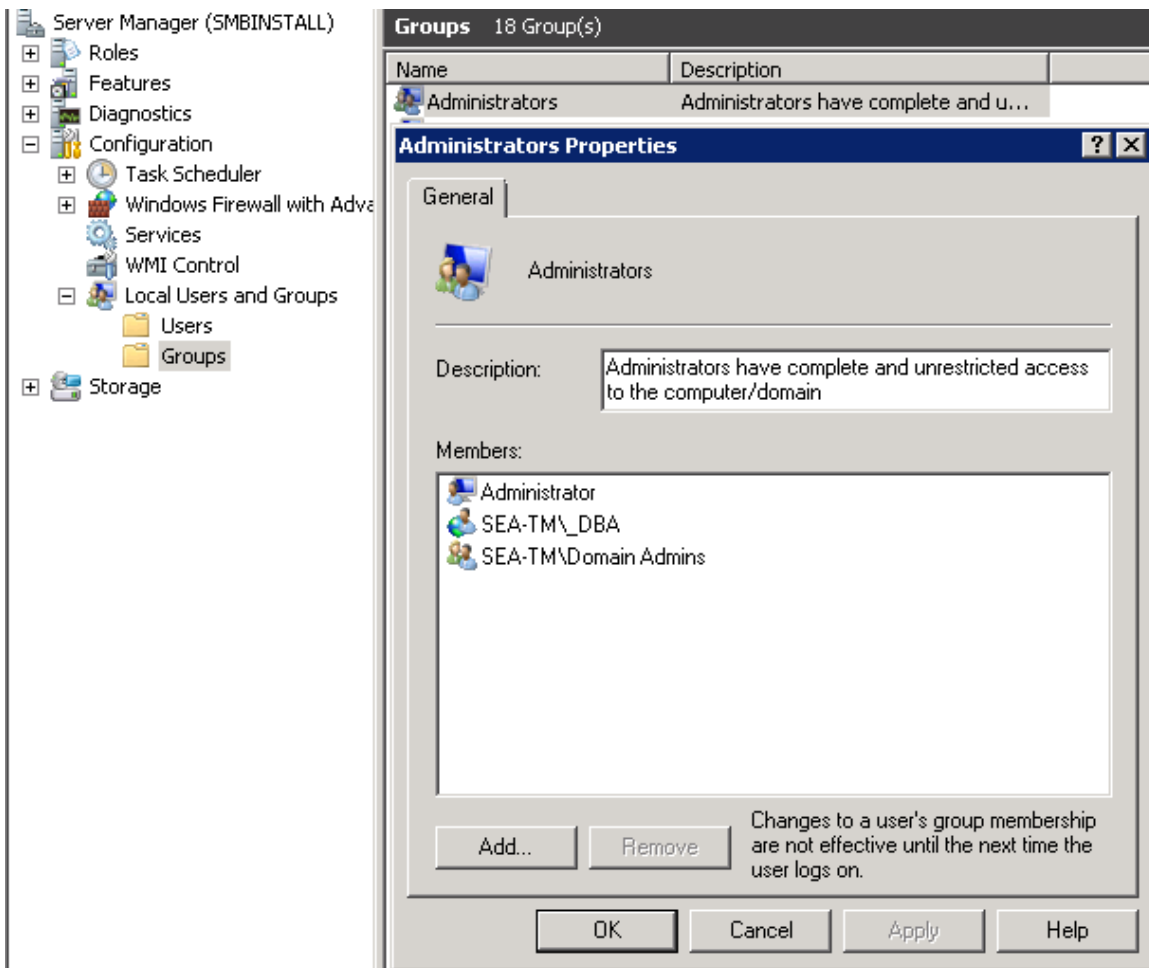 Server Manager (SMBINSTALL)
Roles
Features
Diagnostics
Configuration
Task Scheduler
Windows Firewall with Adva
Services
WMI Control
Local Users and Groups
Users
Groups
Storage
Groups 18 Group(s)
Name Description
Administrators Administrators have complete and u...
Administrators Properties
General
Administrators
Description:
Administrators have complete and unrestricted access
to the computer/domain
Members:
Administrator
SEA-TM\_DBA
SEA-TM\Domain Admins
Add... Remove
Changes to a user's group membership
are not effective until the next time the
user logs on.
OK Cancel Apply Help